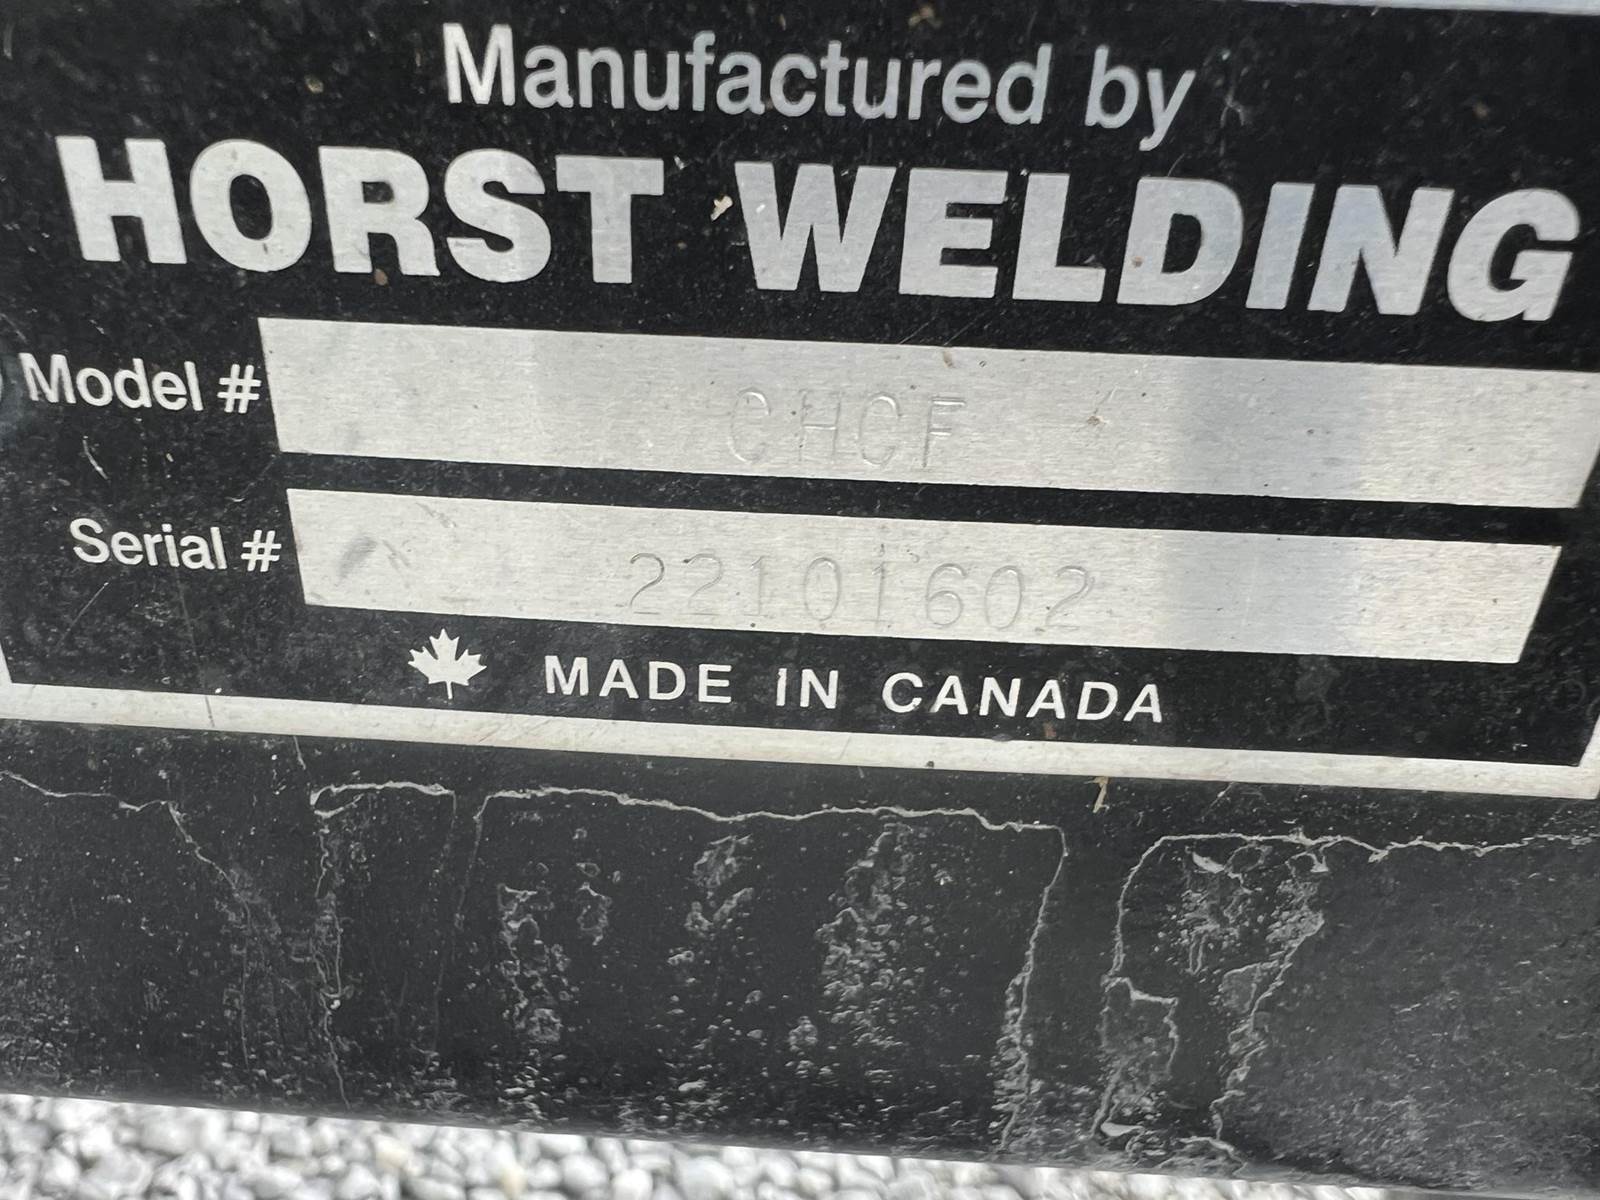 Manufactured by
HORST WELDING
Model # CHCF
Serial # 22101602
MADE IN CANADA